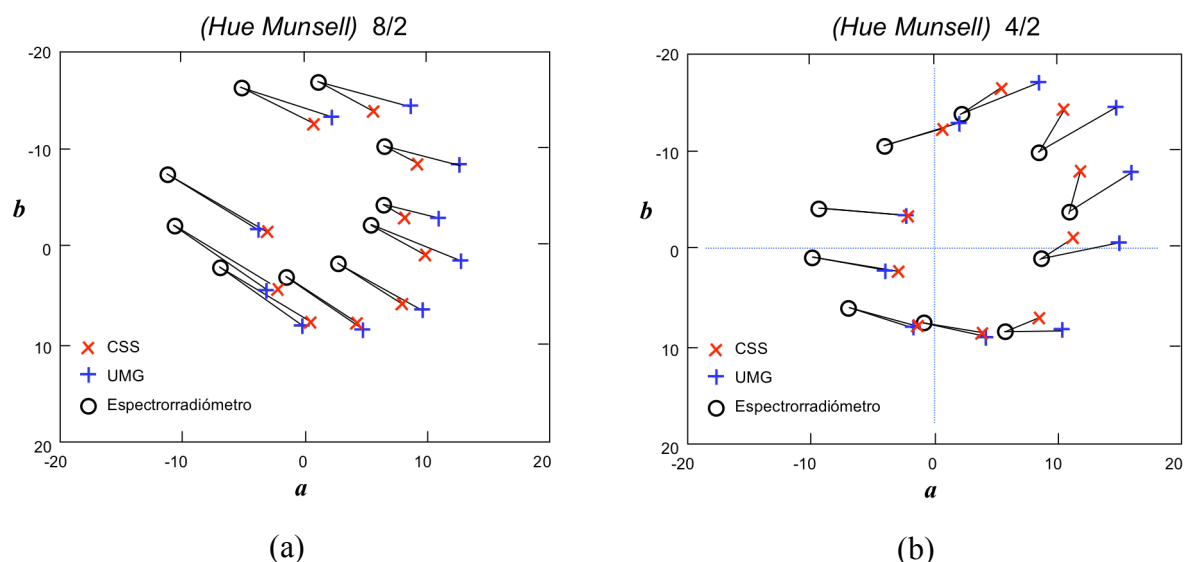 (Hue Munsell) 8/2
-20
-10
b
0
10
20
CSS
UMG
Espectrorradiómetro
-20 -10 0 10 20
a
(a)
(Hue Munsell) 4/2
-20
-10
b
0
10
20
CSS
UMG
Espectrorradiómetro
-20 -10 0 10 20
a
(b)